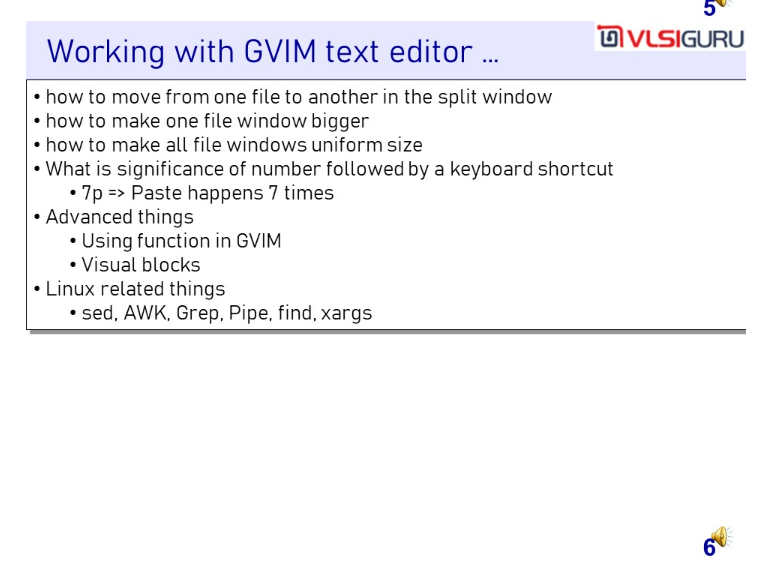 5
Working with GVIM text editor ...
VLSIGURU
• how to move from one file to another in the split window
• how to make one file window bigger
• how to make all file windows uniform size
• What is significance of number followed by a keyboard shortcut
• 7p => Paste happens 7 times
• Advanced things
• Using function in GVIM
• Visual blocks
• Linux related things
• sed, AWK, Grep, Pipe, find, xargs
6